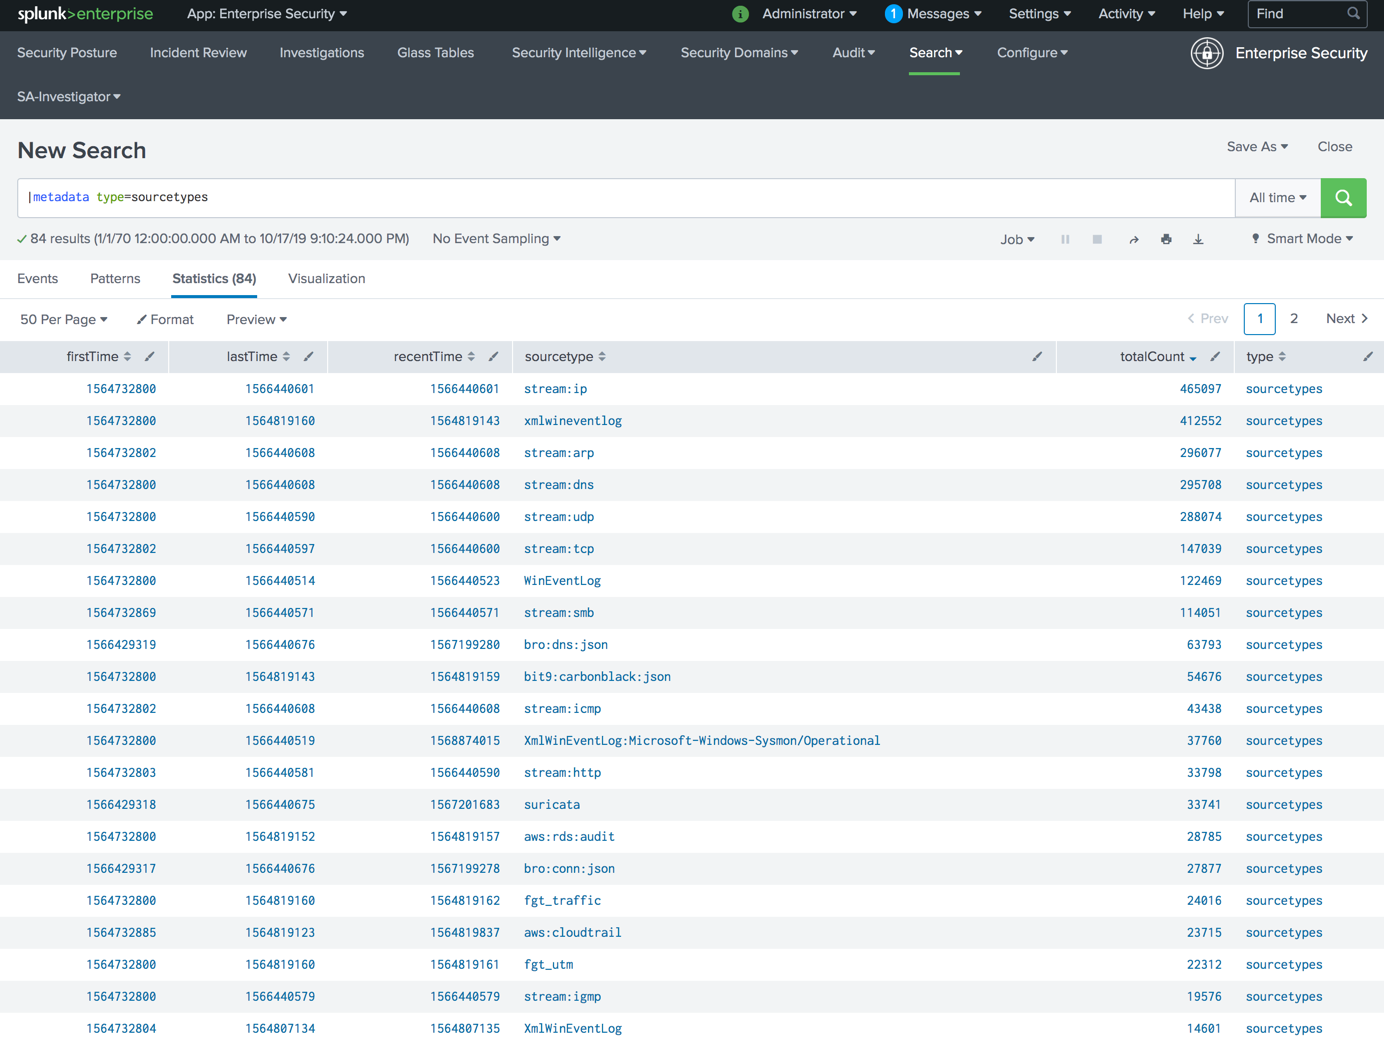 splunk>enterprise App: Enterprise Security i Administrator 1 Messages Settings Activity Help Find
Security Posture Incident Review Investigations Glass Tables Security Intelligence Security Domains Audit Search Configure Enterprise Security
SA-Investigator
New Search Save As Close
|metadata type=sourcetypes All time
84 results (1/1/70 12:00:00.000 AM to 10/17/19 9:10:24.000 PM) No Event Sampling Job Smart Mode
Events Patterns Statistics (84) Visualization
50 Per Page Format Preview < Prev 1 2 Next >
firstTime lastTime recentTime sourcetype totalCount type
1564732800 1566440601 1566440601 stream:ip 465097 sourcetypes
1564732800 1564819160 1564819143 xmlwineventlog 412552 sourcetypes
1564732802 1566440608 1566440608 stream:arp 296077 sourcetypes
1564732800 1566440608 1566440608 stream:dns 295708 sourcetypes
1564732800 1566440590 1566440600 stream:udp 288074 sourcetypes
1564732802 1566440597 1566440600 stream:tcp 147039 sourcetypes
1564732800 1566440514 1566440523 WinEventLog 122469 sourcetypes
1564732869 1566440571 1566440571 stream:smb 114051 sourcetypes
1566429319 1566440676 1567199280 bro:dns:json 63793 sourcetypes
1564732800 1564819143 1564819159 bit9:carbonblack:json 54676 sourcetypes
1564732802 1566440608 1566440608 stream:icmp 43438 sourcetypes
1564732800 1566440519 1568874015 XmlWinEventLog:Microsoft-Windows-Sysmon/Operational 37760 sourcetypes
1564732803 1566440581 1566440590 stream:http 33798 sourcetypes
1566429318 1566440675 1567201683 suricata 33741 sourcetypes
1564732800 1564819152 1564819157 aws:rds:audit 28785 sourcetypes
1566429317 1566440676 1567199278 bro:conn:json 27877 sourcetypes
1564732800 1564819160 1564819162 fgt_traffic 24016 sourcetypes
1564732885 1564819123 1564819837 aws:cloudtrail 23715 sourcetypes
1564732800 1564819160 1564819161 fgt_utm 22312 sourcetypes
1564732800 1566440579 1566440579 stream:igmp 19576 sourcetypes
1564732804 1564807134 1564807135 XmlWinEventLog 14601 sourcetypes